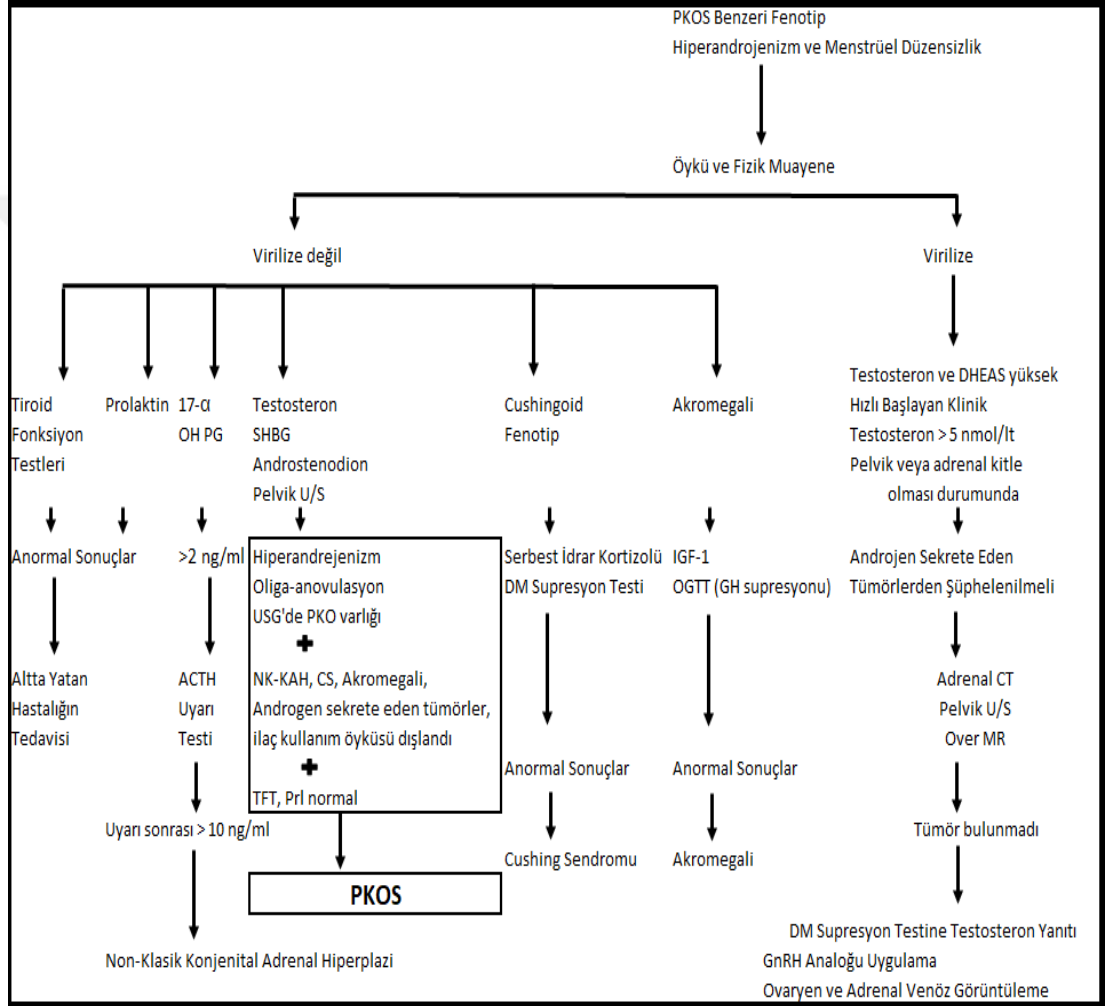 PKOS Benzeri Fenotip
Hiperandrojenizm ve Menstrüel Düzensizlik
Öykü ve Fizik Muayene
Virilize değil
Virilize
Tiroid
Fonksiyon
Testleri
Prolaktin
17-α
OH PG
Testosteron
SHBG
Androstenodion
Pelvik U/S
Cushingoid
Fenotip
Akromegali
Testosteron ve DHEAS yüksek
Hızlı Başlayan Klinik
Testosteron > 5 nmol/lt
Pelvik veya adrenal kitle
olması durumunda
Anormal Sonuçlar
>2 ng/ml
Hiperandrejenizm
Oliga-anovulasyon
USG'de PKO varlığı
+
NK-KAH, CS, Akromegali,
Androgen sekrete eden tümörler,
ilaç kullanım öyküsü dışlandı
+
TFT, Prl normal
Serbest İdrar Kortizolü
DM Supresyon Testi
IGF-1
OGTT (GH supresyonu)
Androjen Sekrete Eden
Tümörlerden Şüphelenilmeli
Altta Yatan
Hastalığın
Tedavisi
ACTH
Uyarı
Testi
Adrenal CT
Pelvik U/S
Over MR
Anormal Sonuçlar
Anormal Sonuçlar
Uyarı sonrası > 10 ng/ml
Tümör bulunmadı
Cushing Sendromu
Akromegali
PKOS
Non-Klasik Konjenital Adrenal Hiperplazi
DM Supresyon Testine Testosteron Yanıtı
GnRH Analoğu Uygulama
Ovaryen ve Adrenal Venöz Görüntüleme